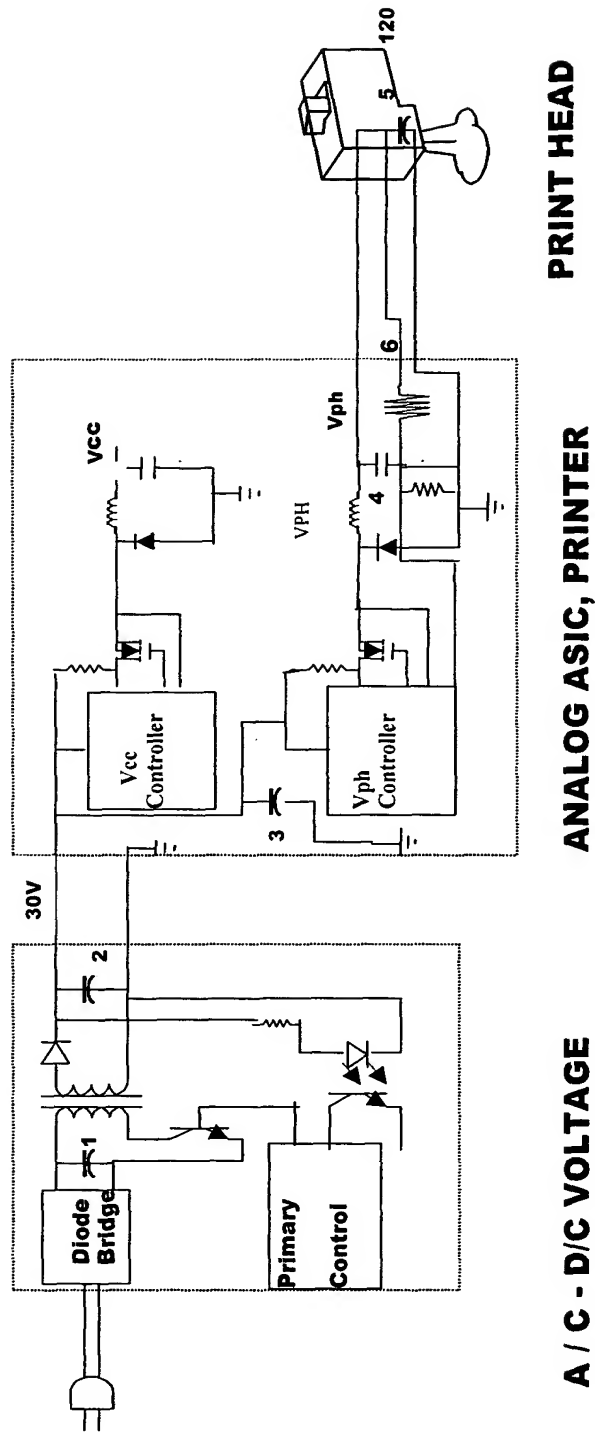 Diode
Bridge
1
Primary
Control
2
A / C - D/C VOLTAGE
30V
Vcc
Controller
Vcc
3
Vph
Controller
VPH
4
Vph
6
ANALOG ASIC, PRINTER
5
120
PRINT HEAD